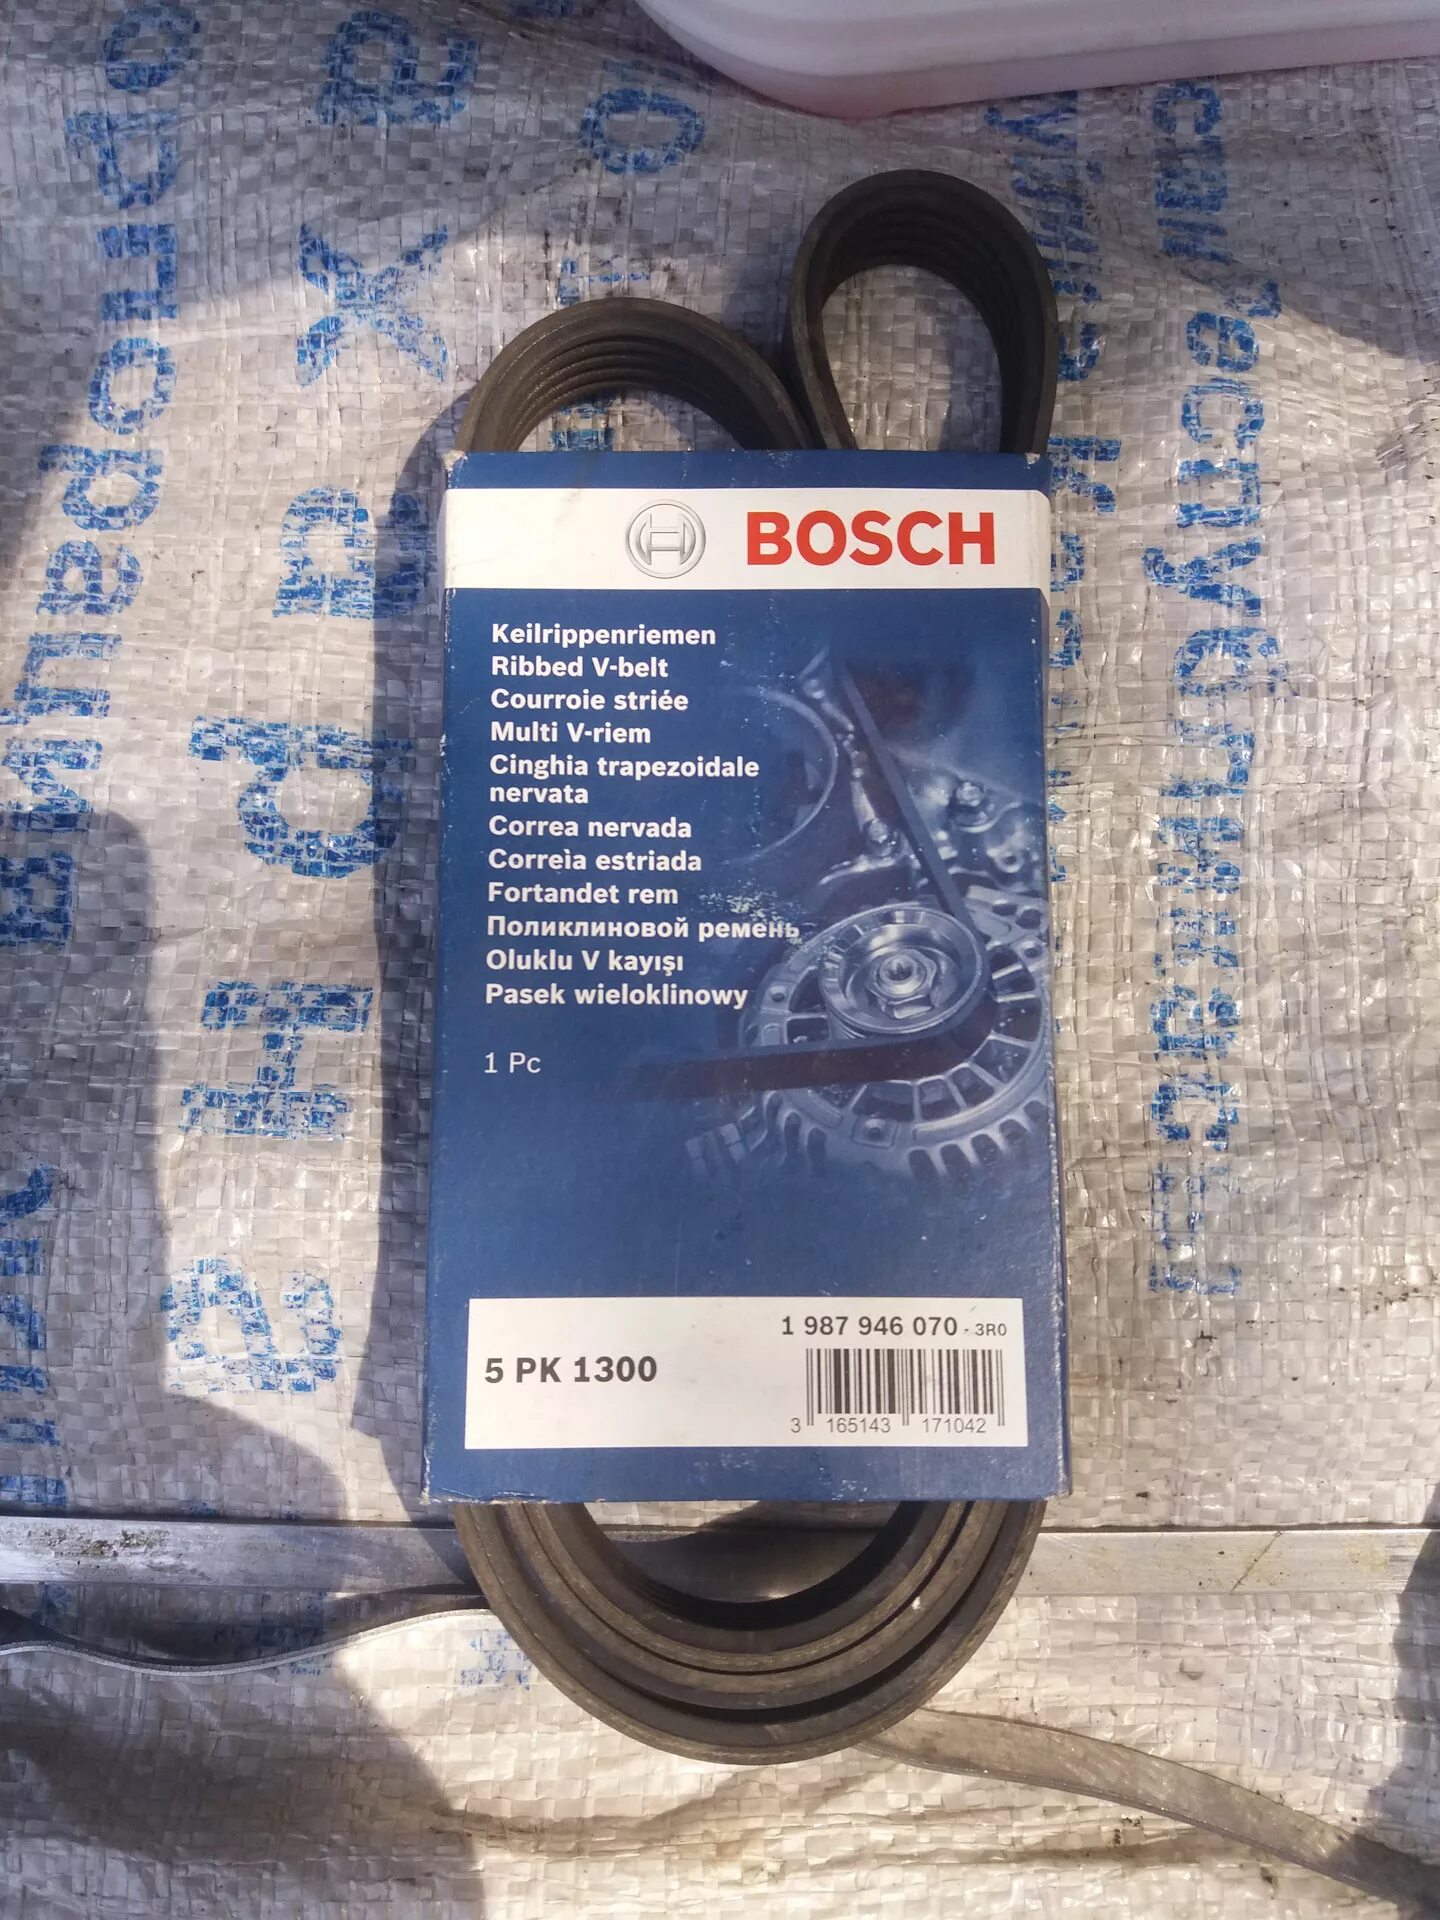 BOSCH
Keilrippenriemen
Ribbed V-belt
Courroie striée
Multi V-riem
Cinghia trapezoidale
nervata
Correa nervada
Correìa estriada
Fortandet rem
Поликлиновой ремень
Oluklu V kayışı
Pasek wieloklinowy
1 Pc
1 987 946 070 - 3R0
5 PK 1300
3 165143 171042